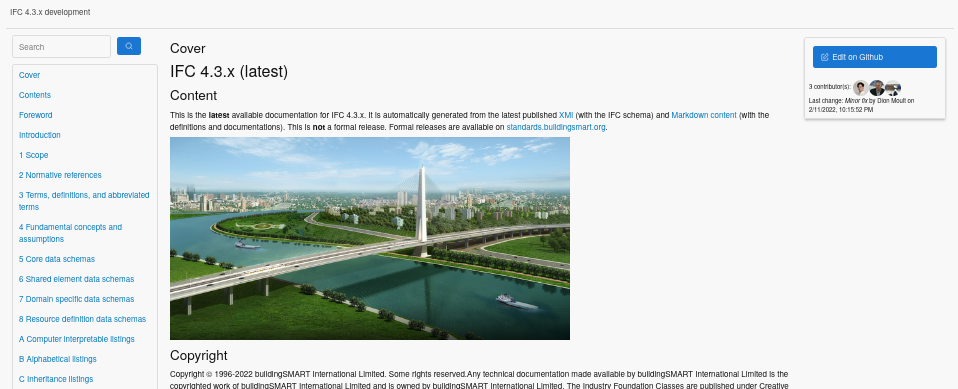 IFC 4.3.x development
Search
Cover
Contents
Foreword
Introduction
1 Scope
2 Normative references
3 Terms, definitions, and abbreviated
terms
4 Fundamental concepts and
assumptions
5 Core data schemas
6 Shared element data schemas
7 Domain specific data schemas
8 Resource definition data schemas
A Computer interpretable listings
B Alphabetical listings
C Inheritance listings
Cover
IFC 4.3.x (latest)
Content
This is the latest available documentation for IFC 4.3.x. It is automatically generated from the latest published XMI (with the IFC schema) and Markdown content (with the
definitions and documentations). This is not a formal release. Formal releases are available on standards.buildingsmart.org.
Copyright
Copyright © 1996-2022 buildingSMART International Limited. Some rights reserved.Any technical documentation made available by buildingSMART International Limited is the
copyrighted work of buildingSMART International Limited and is owned by buildingSMART International Limited. The Industry Foundation Classes are published under Creative
Edit on Github
3 contributor(s):
Last change: Minor fix by Dion Moult on
2/11/2022, 10:15:52 PM